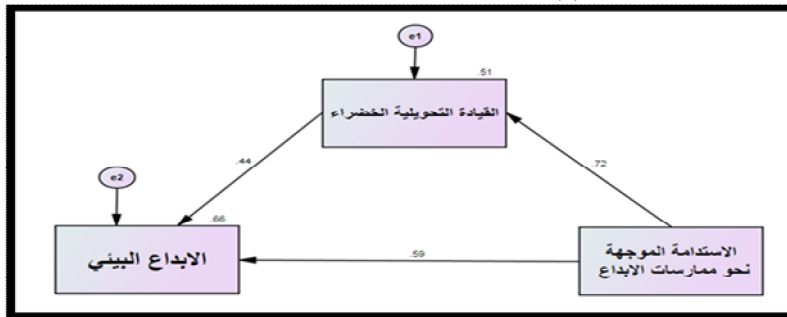 e1
.51
القيادة التحويلية الخضراء
.44
.72
e2
.66
الابداع البيئي
.59
الاستدامة الموجهة
نحو ممارسات الابداع